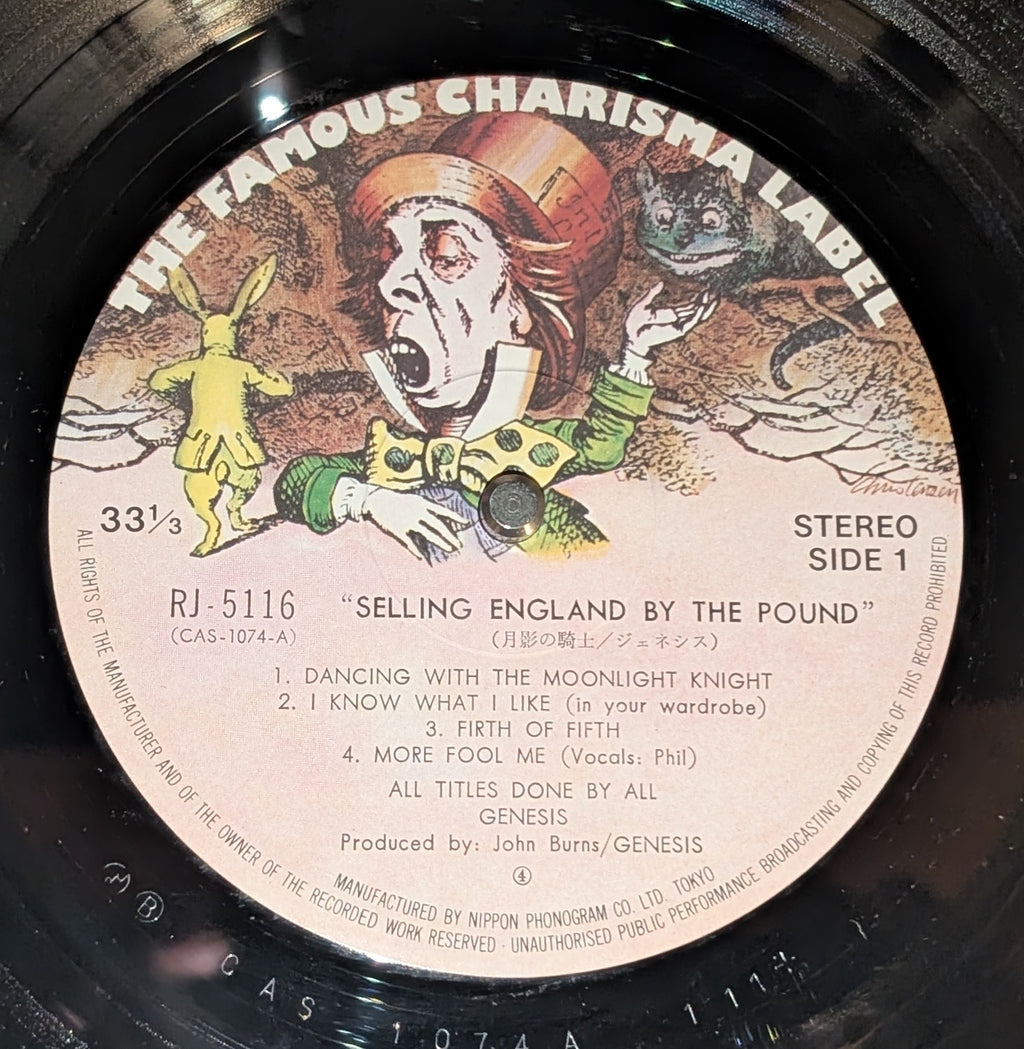 THE FAMOUS CHARISMA LABEL
33⅓
STEREO
SIDE 1
RJ-5116
(CAS-1074-A)
"SELLING ENGLAND BY THE POUND"
(月影の騎士/ジェネシス)
1. DANCING WITH THE MOONLIGHT KNIGHT
2. I KNOW WHAT I LIKE (in your wardrobe)
3. FIRTH OF FIFTH
4. MORE FOOL ME (Vocals: Phil)
ALL TITLES DONE BY ALL
GENESIS
Produced by: John Burns/GENESIS
④
MANUFACTURED BY NIPPON PHONOGRAM CO. LTD. TOKYO
ALL RIGHTS OF THE MANUFACTURER AND OF THE OWNER OF THE RECORDED WORK RESERVED · UNAUTHORISED PUBLIC PERFORMANCE BROADCASTING AND COPYING OF THIS RECORD PROHIBITED
CAS 1074 A 111